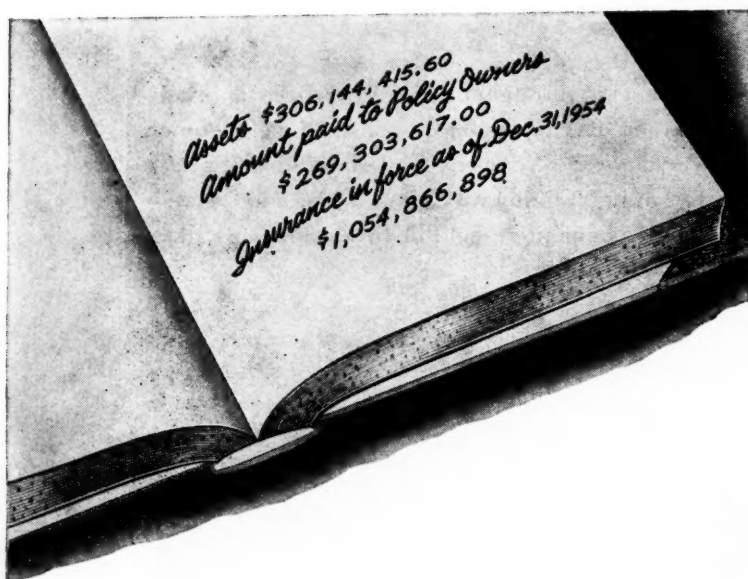 Assets $306,144,415.60
Amount paid to Policy Owners
$269,303,617.00
Insurance in force as of Dec.31,1954
$1,054,866,898